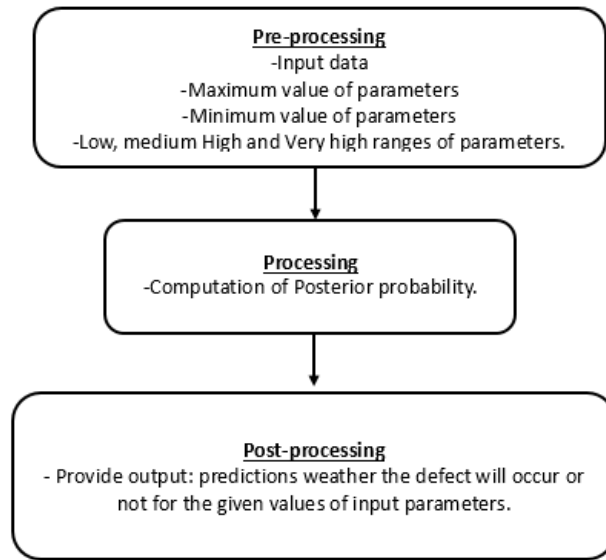 Pre-processing
-Input data
-Maximum value of parameters
-Minimum value of parameters
-Low, medium High and Very high ranges of parameters.
Processing
-Computation of Posterior probability.
Post-processing
- Provide output: predictions weather the defect will occur or
not for the given values of input parameters.